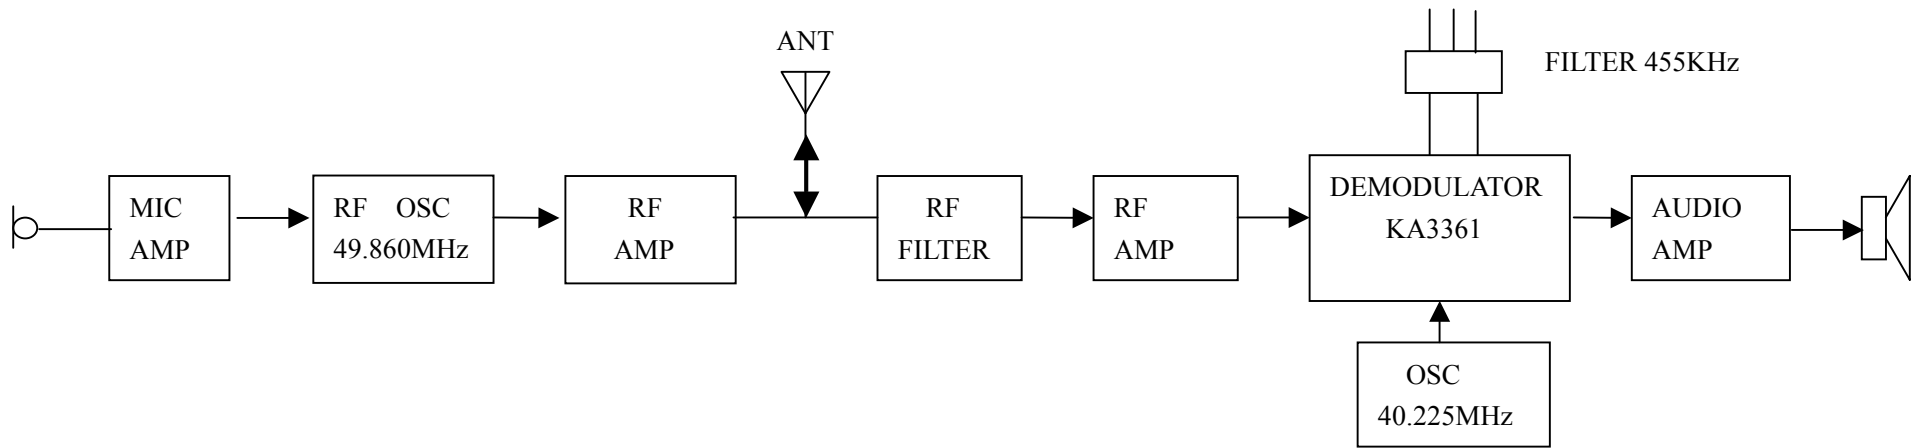 ANT
FILTER 455KHz
MIC
AMP
RF OSC
49.860MHz
RF
AMP
RF
FILTER
RF
AMP
DEMODULATOR
KA3361
AUDIO
AMP
OSC
40.225MHz